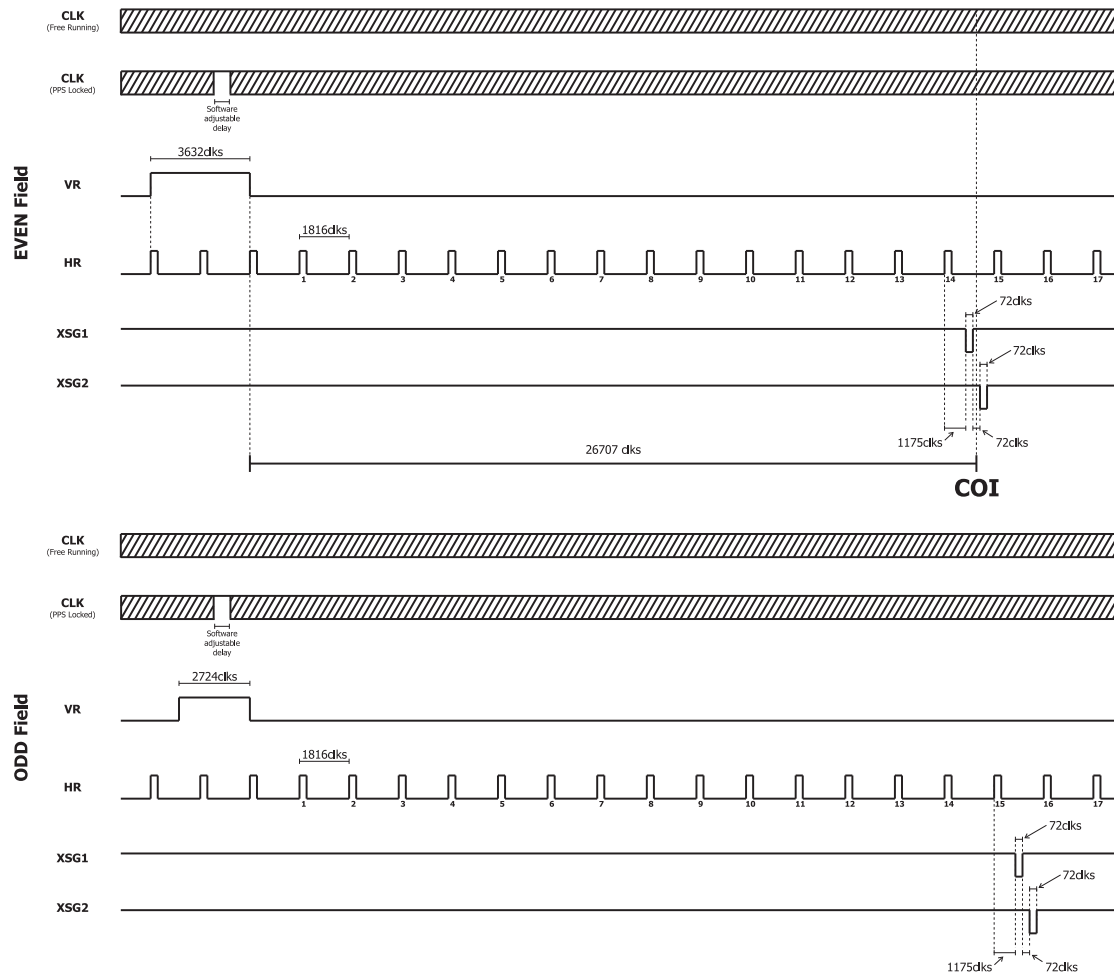 EVEN Field
CLK
(Free Running)
CLK
(PPS Locked)
Software
adjustable
delay
3632clks
VR
1816clks
HR
1 2 3 4 5 6 7 8 9 10 11 12 13 14 15 16 17
72clks
XSG1
72clks
XSG2
1175clks
72clks
26707 clks
COI
ODD Field
CLK
(Free Running)
CLK
(PPS Locked)
Software
adjustable
delay
2724clks
VR
1816clks
HR
1 2 3 4 5 6 7 8 9 10 11 12 13 14 15 16 17
72clks
XSG1
72clks
XSG2
1175clks
72clks